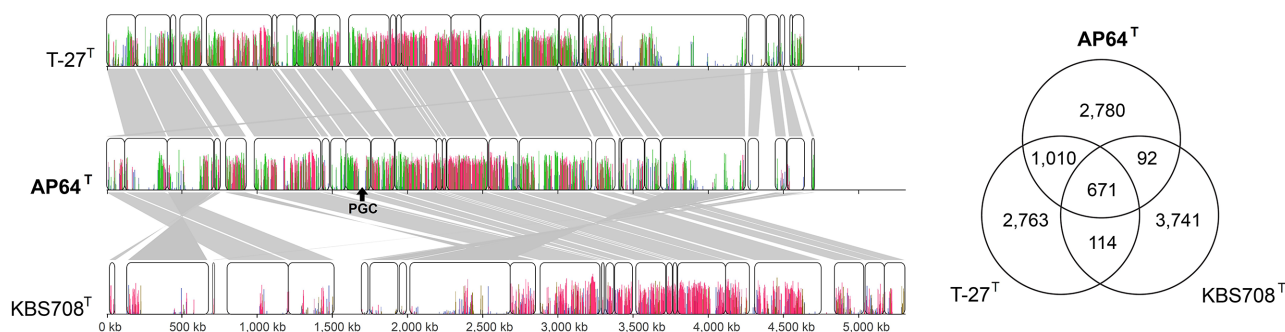 T-27T
AP64T
PGC
KBS708T
0 kb 500 kb 1.000 kb 1.500 kb 2.000 kb 2,500 kb 3,000 kb 3,500 kb 4,000 kb 4,500 kb 5.000 kb
AP64T
2,780
1,010 92
671
2,763 3,741
114
T-27T
KBS708T